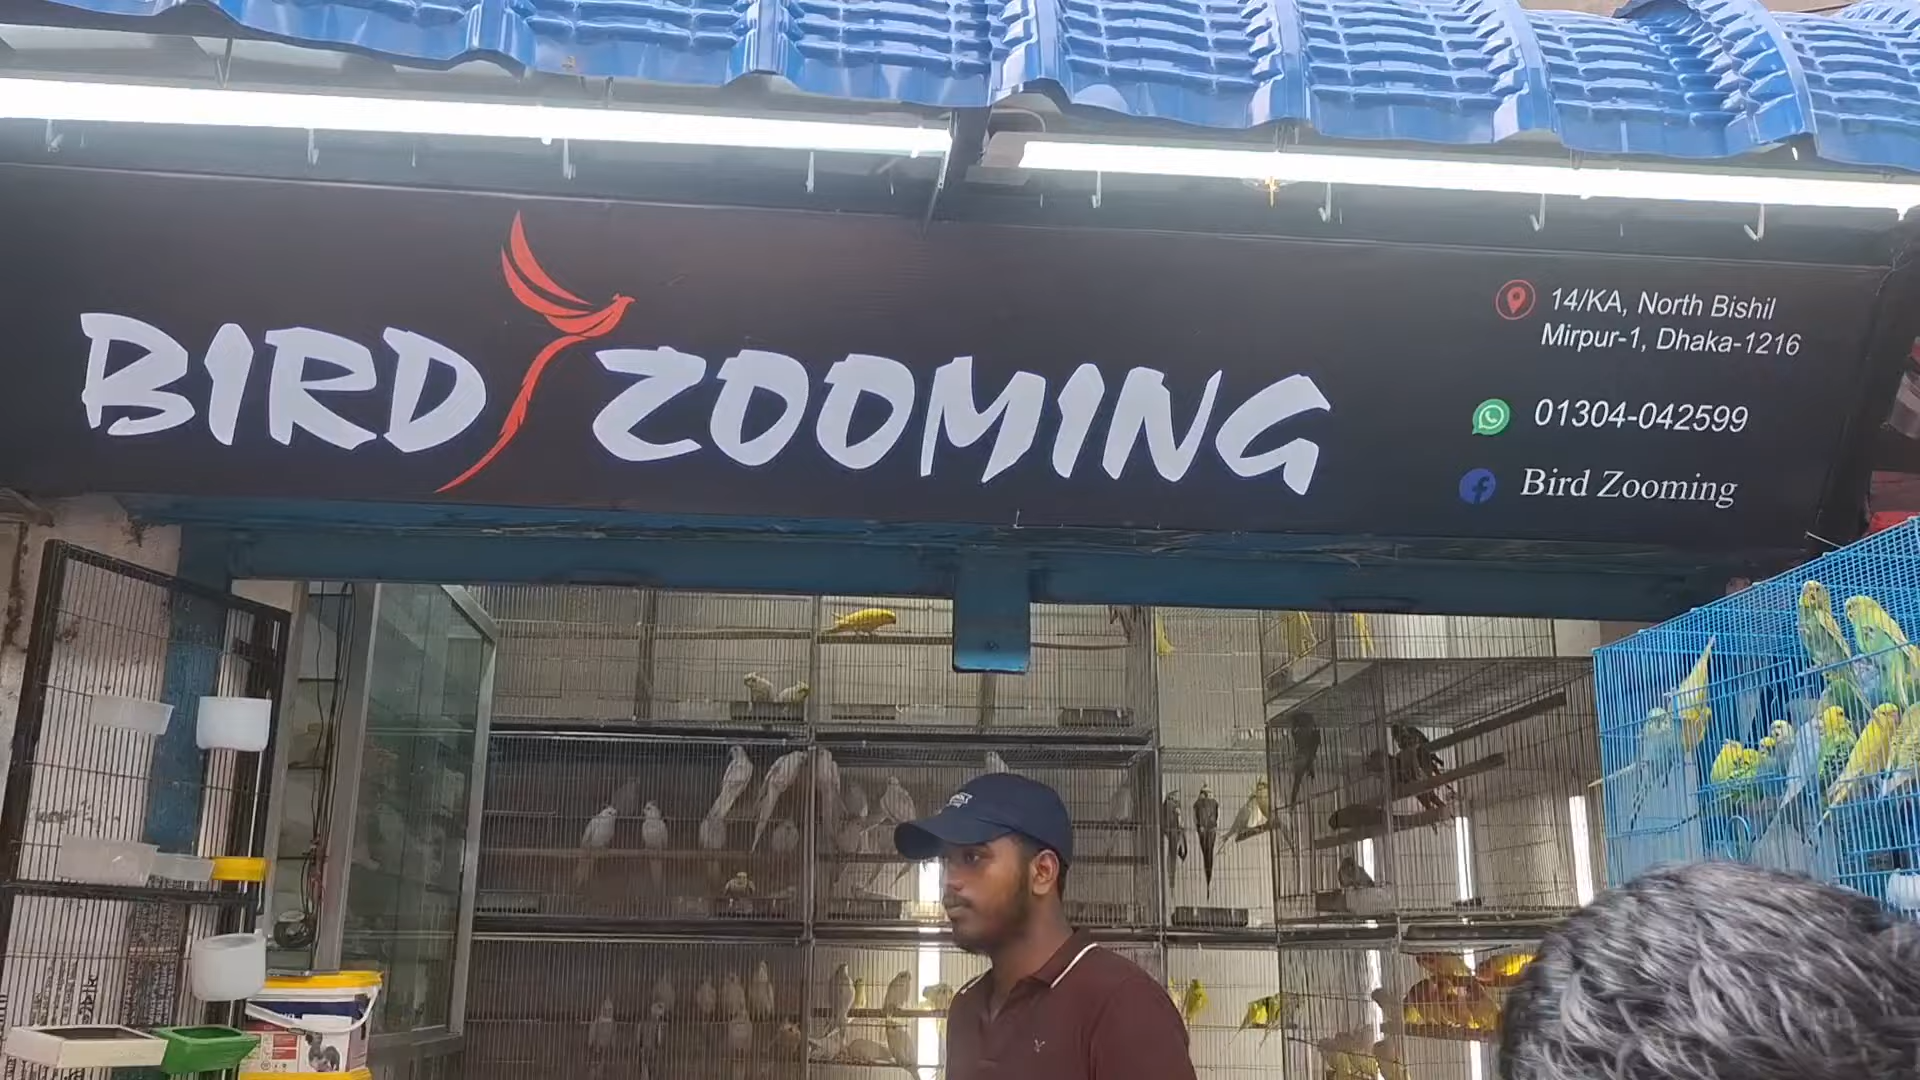 BIRD ZOOMING
14/KA, North Bishil
Mirpur-1, Dhaka-1216
01304-042599
Bird Zooming